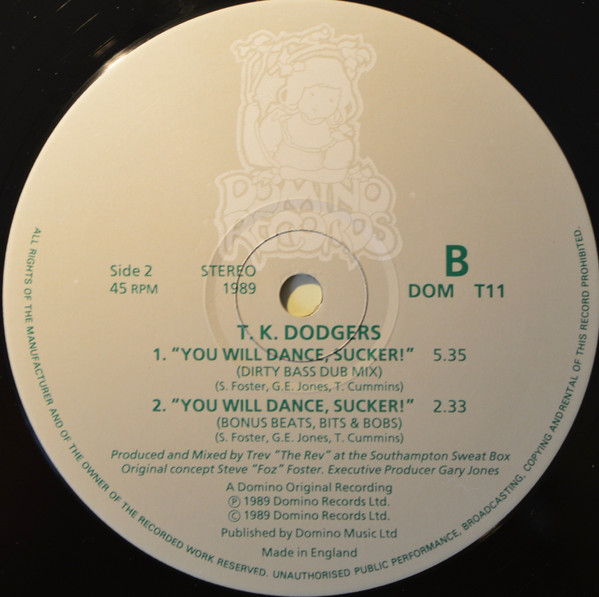 DOMINO
RECORDS
Side 2
45 RPM
STEREO
1989
B
DOM T11
T. K. DODGERS
1. "YOU WILL DANCE, SUCKER!" 5.35
(DIRTY BASS DUB MIX)
(S. Foster, G.E. Jones, T. Cummins)
2. "YOU WILL DANCE, SUCKER!" 2.33
(BONUS BEATS, BITS & BOBS)
(S. Foster, G.E. Jones, T. Cummins)
Produced and Mixed by Trev "The Rev" at the Southampton Sweat Box
Original concept Steve "Foz" Foster. Executive Producer Gary Jones
A Domino Original Recording
℗ 1989 Domino Records Ltd.
© 1989 Domino Records Ltd.
Published by Domino Music Ltd
Made in England
ALL RIGHTS OF THE MANUFACTURER AND OF THE OWNER OF THE RECORDED WORK RESERVED. UNAUTHORISED PUBLIC PERFORMANCE, BROADCASTING, COPYING AND RENTAL OF THIS RECORD PROHIBITED.